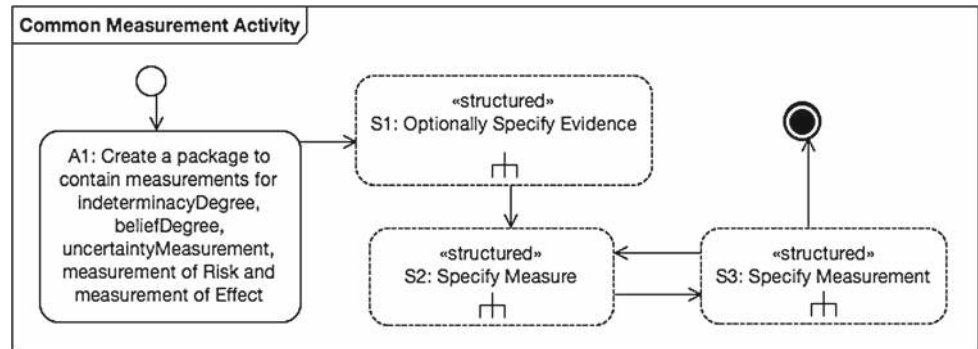 Common Measurement Activity
A1: Create a package to
contain measurements for
indeterminacyDegree,
beliefDegree,
uncertaintyMeasurement,
measurement of Risk and
measurement of Effect
«structured»
S1: Optionally Specify Evidence
«structured»
S2: Specify Measure
«structured»
S3: Specify Measurement